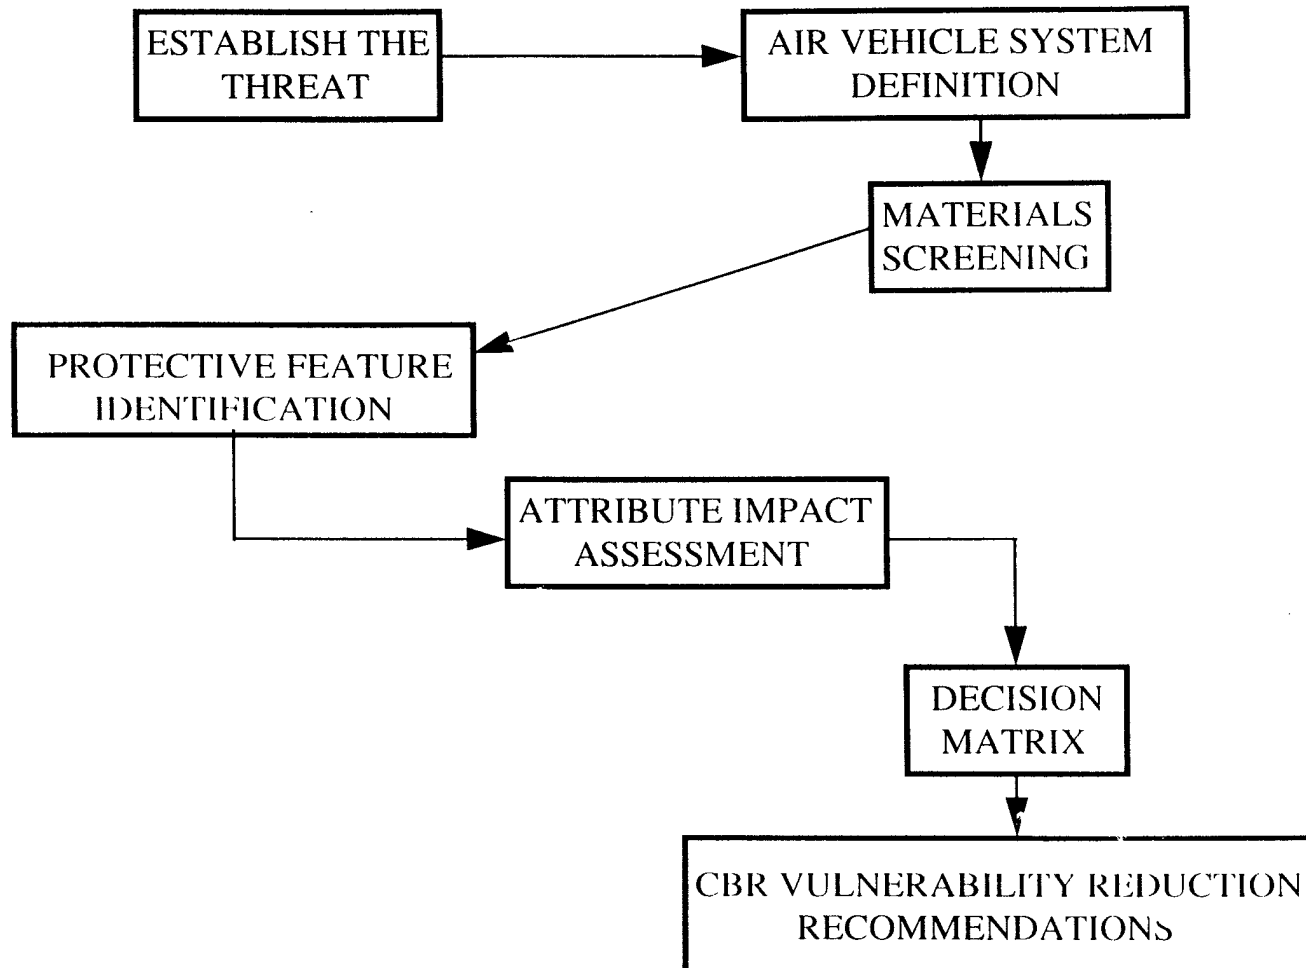 ESTABLISH THE
THREAT
AIR VEHICLE SYSTEM
DEFINITION
MATERIALS
SCREENING
PROTECTIVE FEATURE
IDENTIFICATION
ATTRIBUTE IMPACT
ASSESSMENT
DECISION
MATRIX
CBR VULNERABILITY REDUCTION
RECOMMENDATIONS